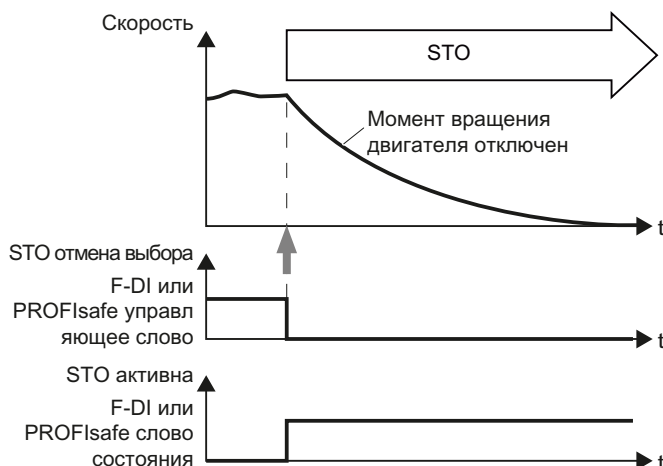 Скорость
STO
Момент вращения
двигателя отключен
t
STO отмена выбора
F-DI или
PROFIsafe управл
яющее слово
t
STO активна
F-DI или
PROFIsafe слово
состояния
t